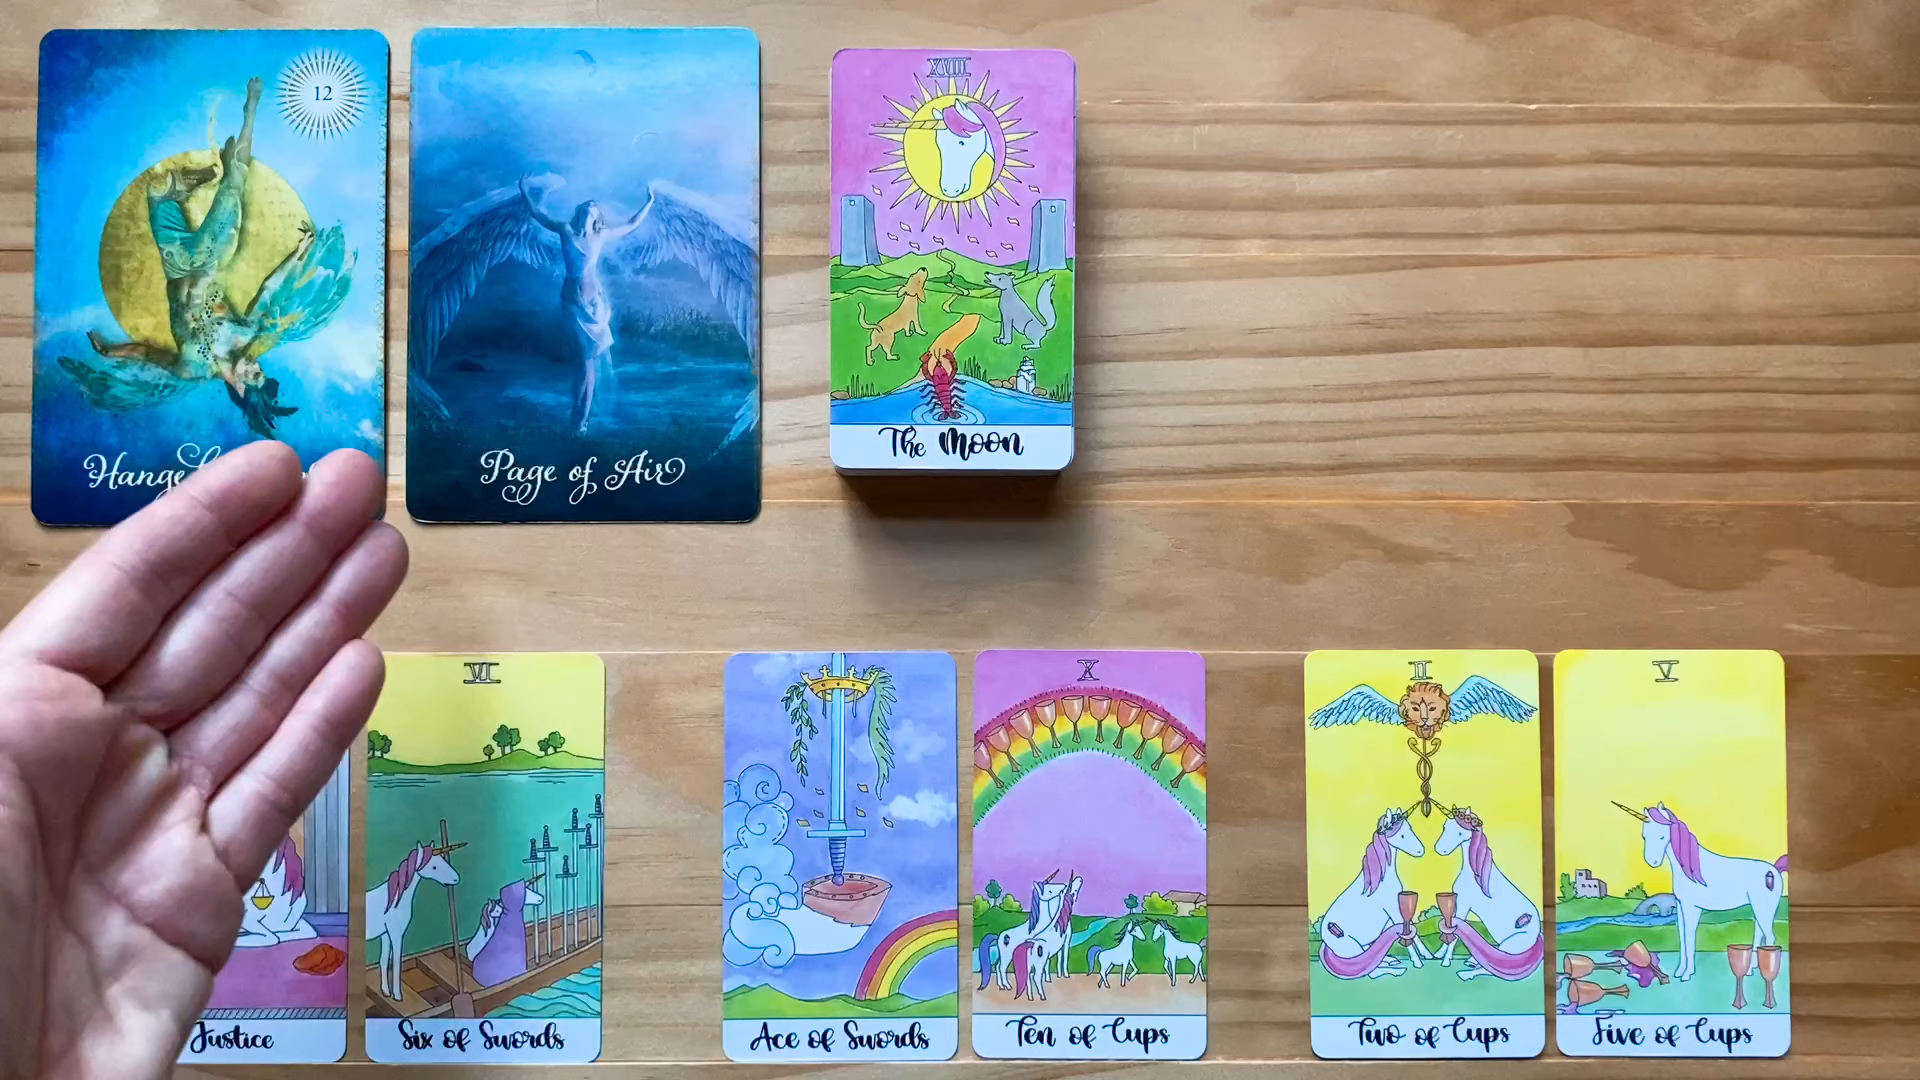 12
Page of Air
XVIII
The Moon
VI
X
II
V
Justice
Six of Swords
Ace of Swords
Ten of Cups
Two of Cups
Five of Cups